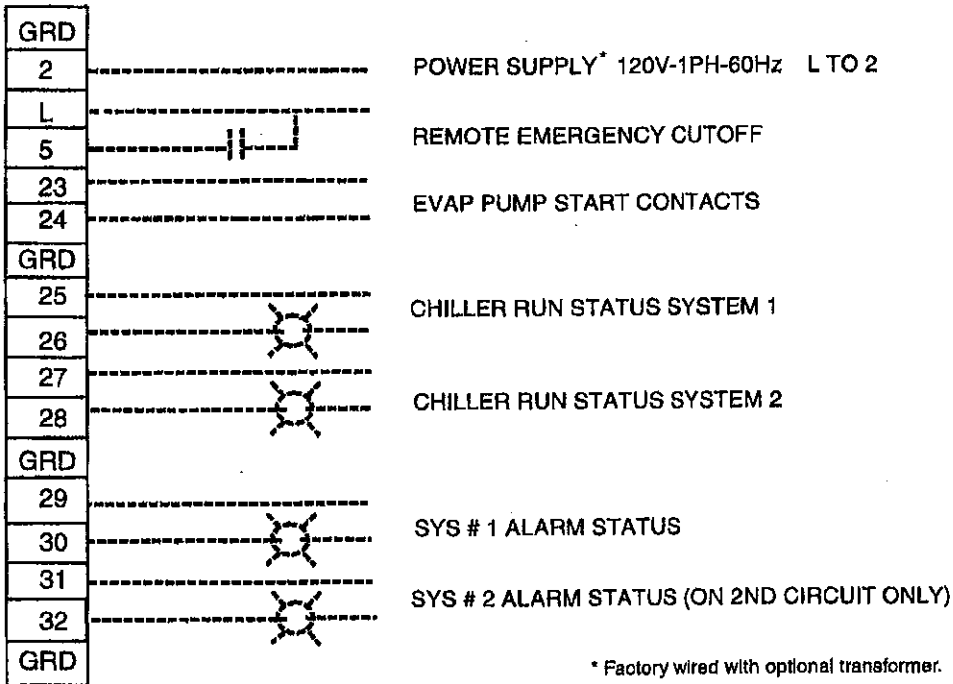 GRD
2 POWER SUPPLY* 120V-1PH-60Hz L TO 2
L
5 REMOTE EMERGENCY CUTOFF
23
24 EVAP PUMP START CONTACTS
GRD
25 CHILLER RUN STATUS SYSTEM 1
26
27
28 CHILLER RUN STATUS SYSTEM 2
GRD
29
30 SYS # 1 ALARM STATUS
31
32 SYS # 2 ALARM STATUS (ON 2ND CIRCUIT ONLY)
GRD
* Factory wired with optional transformer.